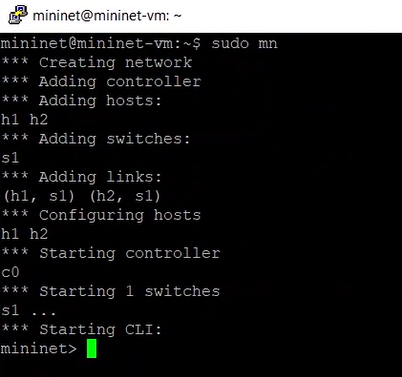 mininet@mininet-vm: ~
mininet@mininet-vm:~$ sudo mn
*** Creating network
*** Adding controller
*** Adding hosts:
h1 h2
*** Adding switches:
s1
*** Adding links:
(h1, s1) (h2, s1)
*** Configuring hosts
h1 h2
*** Starting controller
c0
*** Starting 1 switches
s1 ...
*** Starting CLI:
mininet>